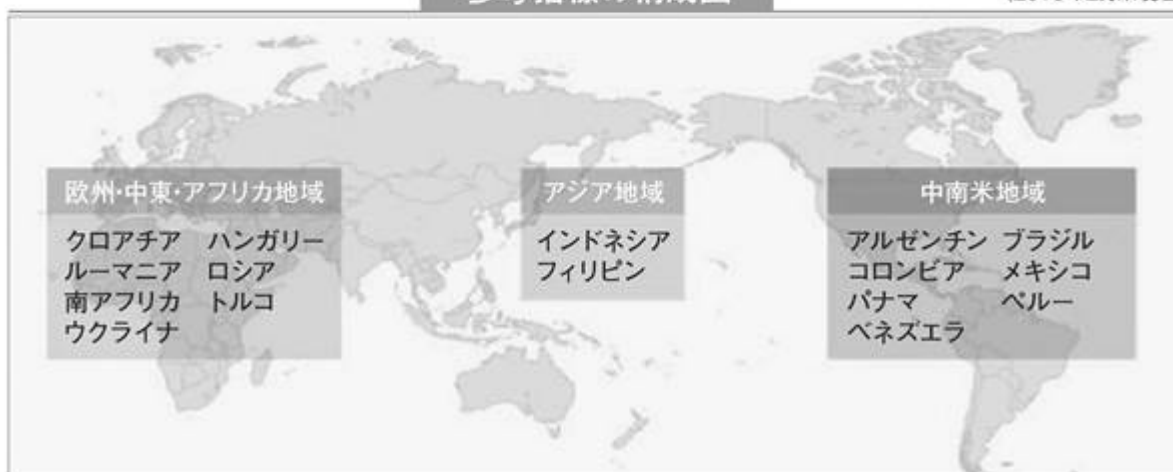 欧州・中東・アフリカ地域
クロアチア ハンガリー
ルーマニア ロシア
南アフリカ トルコ
ウクライナ
アジア地域
インドネシア
フィリピン
中南米地域
アルゼンチン ブラジル
コロンビア メキシコ
パナマ ペルー
ベネズエラ